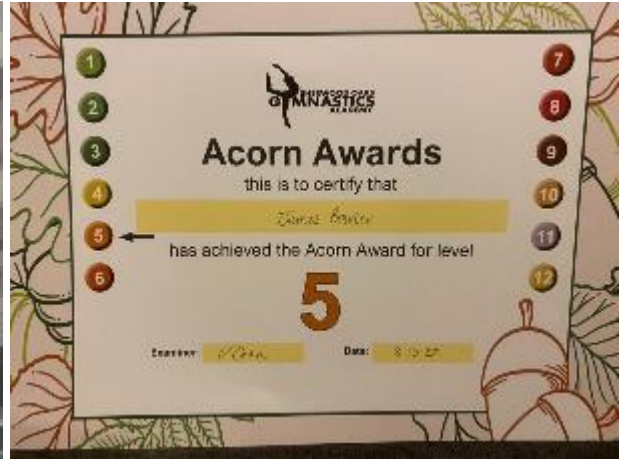 1
2
3
4
5
6
7
8
9
10
11
12
GYMNASTICS
ACADEMY
Acorn Awards
this is to certify that
James
has achieved the Acorn Award for level
5
Examiner:
Date: